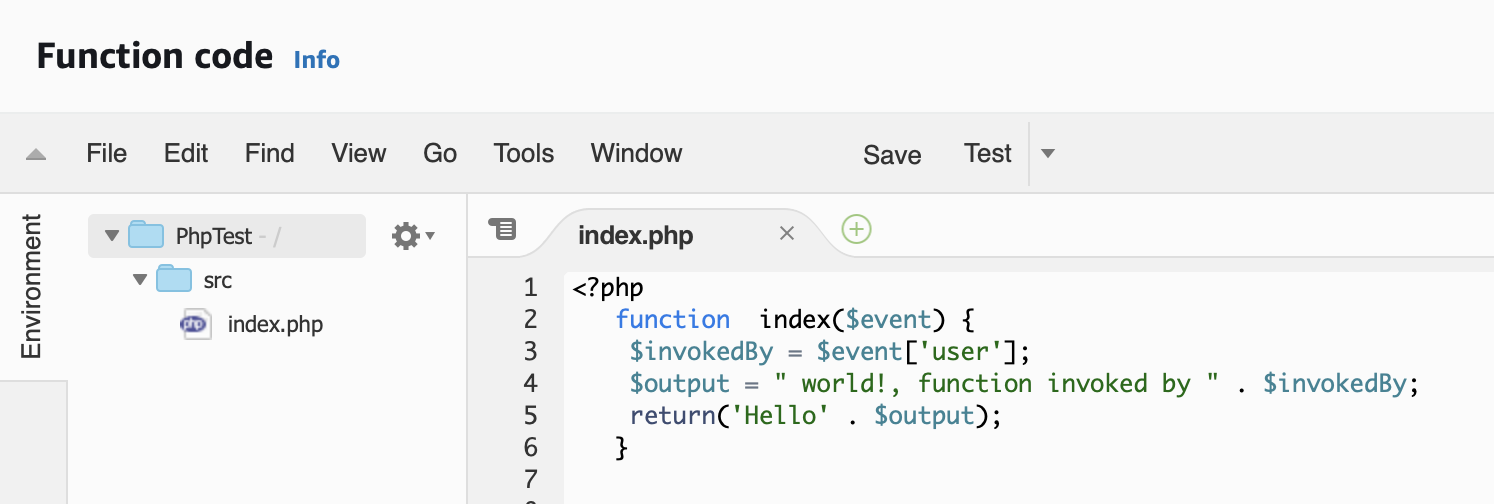 Function code Info
File Edit Find View Go Tools Window Save Test
Environment
PhpTest - /
src
php index.php
index.php
1 <?php
2 function  index($event) {
3 $invokedBy = $event['user'];
4 $output = " world!, function invoked by " . $invokedBy;
5 return('Hello' . $output);
6 }
7